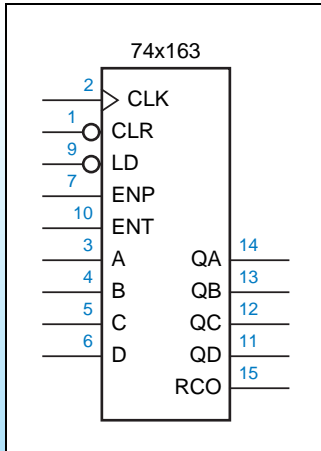 74x163
2 CLK
1 CLR
9 LD
7 ENP
10 ENT
3 A QA 14
4 B QB 13
5 C QC 12
6 D QD 11
RCO 15